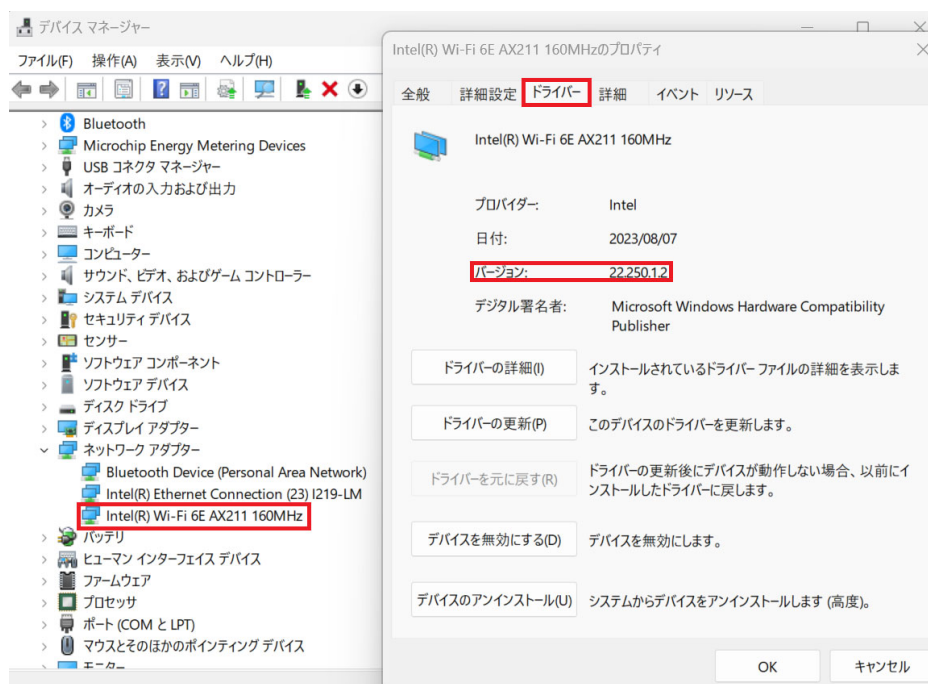 デバイス マネージャー
ファイル(F) 操作(A) 表示(V) ヘルプ(H)
Bluetooth
Microchip Energy Metering Devices
USB コネクタ マネージャー
オーディオの入力および出力
カメラ
キーボード
コンピューター
サウンド、ビデオ、およびゲーム コントローラー
システム デバイス
セキュリティ デバイス
センサー
ソフトウェア コンポーネント
ソフトウェア デバイス
ディスク ドライブ
ディスプレイ アダプター
ネットワーク アダプター
Bluetooth Device (Personal Area Network)
Intel(R) Ethernet Connection (23) I219-LM
Intel(R) Wi-Fi 6E AX211 160MHz
バッテリ
ヒューマン インターフェイス デバイス
ファームウェア
プロセッサ
ポート (COM と LPT)
マウスとそのほかのポインティング デバイス
モニター
Intel(R) Wi-Fi 6E AX211 160MHzのプロパティ
全般 詳細設定 ドライバー 詳細 イベント リソース
Intel(R) Wi-Fi 6E AX211 160MHz
プロバイダー: Intel
日付: 2023/08/07
バージョン: 22.250.1.2
デジタル署名者: Microsoft Windows Hardware Compatibility
Publisher
ドライバーの詳細(I) インストールされているドライバー ファイルの詳細を表示しま
す。
ドライバーの更新(P) このデバイスのドライバーを更新します。
ドライバーを元に戻す(R) ドライバーの更新後にデバイスが動作しない場合、以前にイ
ンストールしたドライバーに戻します。
デバイスを無効にする(D) デバイスを無効にします。
デバイスのアンインストール(U) システムからデバイスをアンインストールします (高度)。
OK キャンセル